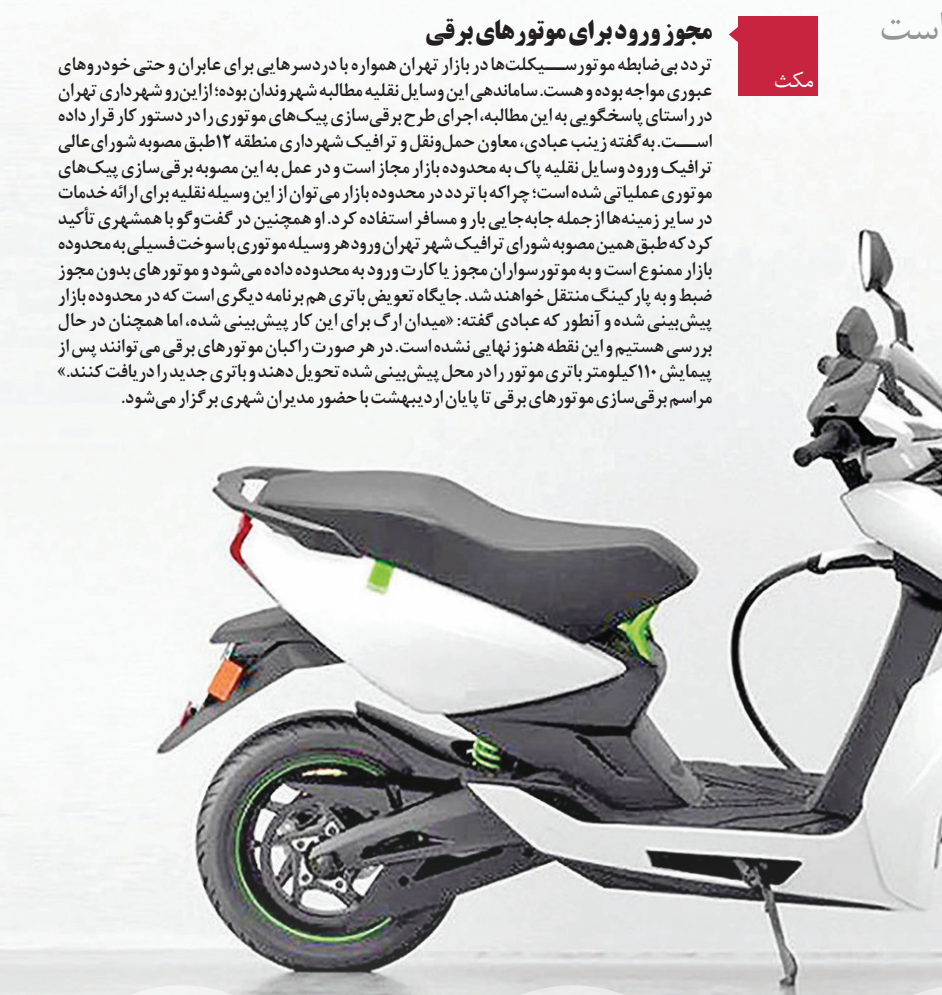 است
مکث
مجوز ورود برای موتورهای برقی
تردد بی‌ضابطه موتورسیکلت‌ها در بازار تهران همواره با دردسرهایی برای عابران و حتی خودروهای
عبوری مواجه بوده و هست. ساماندهی این وسایل نقلیه مطالبه شهروندان بوده؛ ازاین‌رو شهرداری تهران
در راستای پاسخگویی به این مطالبه، اجرای طرح برقی‌سازی پیک‌های موتوری را در دستور کار قرار داده
است. به‌گفته زینب عبادی، معاون حمل‌ونقل و ترافیک شهرداری منطقه ۱۲طبق مصوبه شورای‌عالی
ترافیک ورود وسایل نقلیه پاک به محدوده بازار مجاز است و در عمل به این مصوبه برقی‌سازی پیک‌های
موتوری عملیاتی شده است؛ چراکه با تردد در محدوده بازار می‌توان از این وسیله نقلیه برای ارائه خدمات
در سایر زمینه‌ها ازجمله جابه‌جایی بار و مسافر استفاده کرد. او همچنین در گفت‌وگو با همشهری تأکید
کرد که طبق همین مصوبه شورای ترافیک شهر تهران ورود هر وسیله موتوری با سوخت فسیلی به محدوده
بازار ممنوع است و به موتورسواران مجوز یا کارت ورود به محدوده داده می‌شود و موتورهای بدون مجوز
ضبط و به پارکینگ منتقل خواهند شد. جایگاه تعویض باتری هم برنامه دیگری است که در محدوده بازار
پیش‌بینی شده و آنطور که عبادی گفته: «میدان ارگ برای این کار پیش‌بینی شده، اما همچنان در حال
بررسی هستیم و این نقطه هنوز نهایی نشده است. در هر صورت راکبان موتورهای برقی می‌توانند پس از
پیمایش ۱۱۰کیلومتر باتری موتور را در محل پیش‌بینی شده تحویل دهند و باتری جدید را دریافت کنند.»
مراسم برقی‌سازی موتورهای برقی تا پایان اردیبهشت با حضور مدیران شهری برگزار می‌شود.